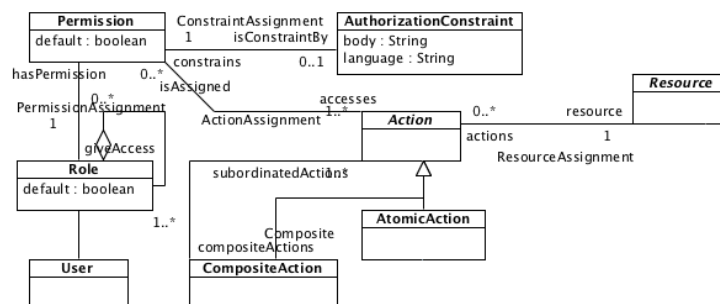 Permission
default : boolean
ConstraintAssignment
1
isConstraintBy
constrains
0..1
AuthorizationConstraint
body : String
language : String
hasPermission
0..*
isAssigned
0..*
PermissionAssignment
1
giveAccess
accesses
1..*
ActionAssignment
Action
0..*
actions
resource
1
ResourceAssignment
Resource
Role
default : boolean
subordinatedActions
1..*
AtomicAction
Composite
compositeActions
CompositeAction
User